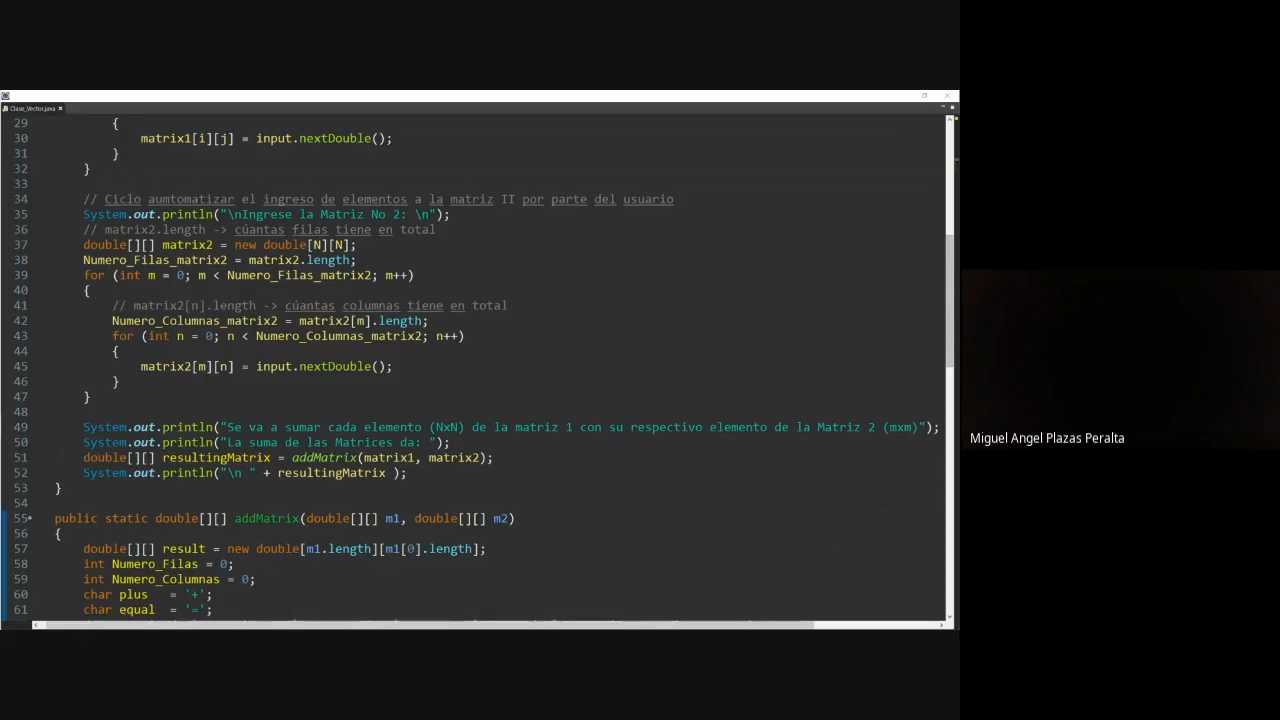 Clase_Vector.java
29 {
30 matrix1[i][j] = input.nextDouble();
31 }
32 }
33
34 // Ciclo aumtomatizar el ingreso de elementos a la matriz II por parte del usuario
35 System.out.println("\nIngrese la Matriz No 2: \n");
36 // matrix2.length -> cúantas filas tiene en total
37 double[][] matrix2 = new double[N][N];
38 Numero_Filas_matrix2 = matrix2.length;
39 for (int m = 0; m < Numero_Filas_matrix2; m++)
40 {
41 // matrix2[n].length -> cúantas columnas tiene en total
42 Numero_Columnas_matrix2 = matrix2[m].length;
43 for (int n = 0; n < Numero_Columnas_matrix2; n++)
44 {
45 matrix2[m][n] = input.nextDouble();
46 }
47 }
48
49 System.out.println("Se va a sumar cada elemento (NxN) de la matriz 1 con su respectivo elemento de la Matriz 2 (mxm)");
50 System.out.println("La suma de las Matrices da: ");
51 double[][] resultingMatrix = addMatrix(matrix1, matrix2);
52 System.out.println("\n " + resultingMatrix );
53 }
54
55 public static double[][] addMatrix(double[][] m1, double[][] m2)
56 {
57 double[][] result = new double[m1.length][m1[0].length];
58 int Numero_Filas = 0;
59 int Numero_Columnas = 0;
60 char plus = '+';
61 char equal = '=';
Miguel Angel Plazas Peralta